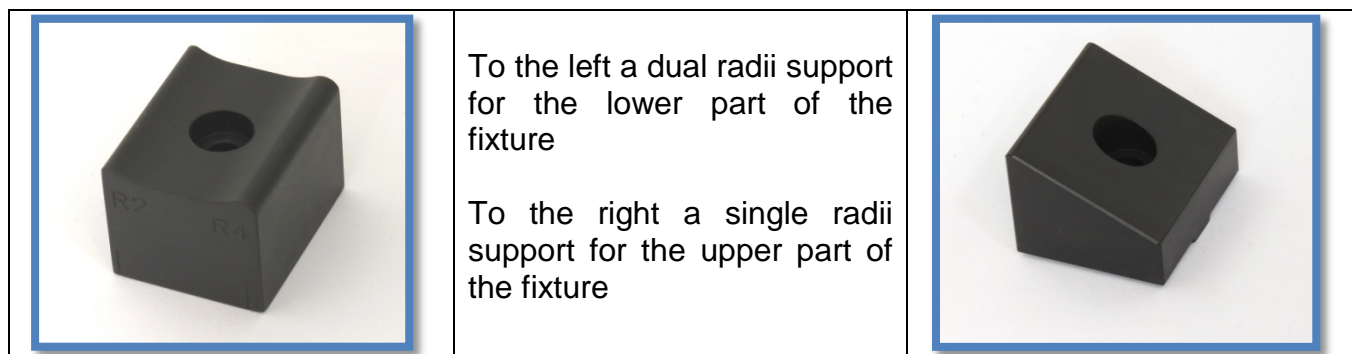 R2
R4
To the left a dual radii support
for the lower part of the
fixture
To the right a single radii
support for the upper part of
the fixture